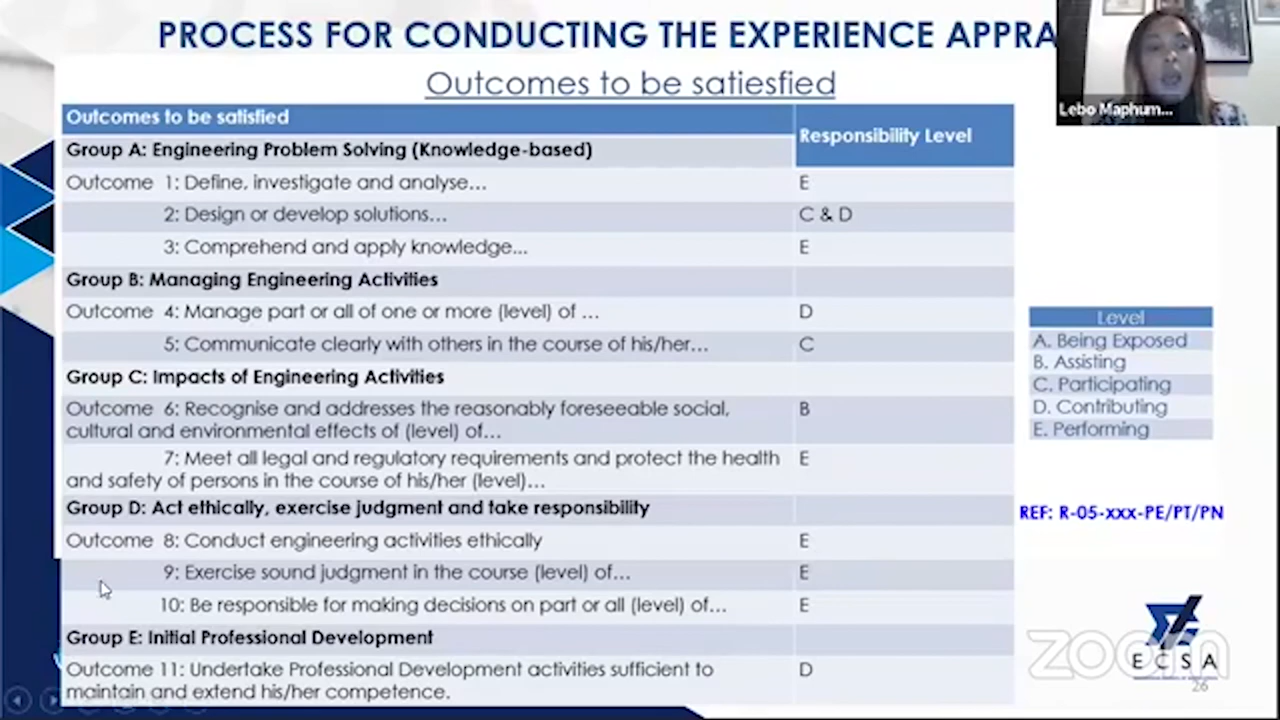 PROCESS FOR CONDUCTING THE EXPERIENCE APPRA
Lebo Maphum...
Outcomes to be satiesfied
Outcomes to be satisfied
Responsibility Level
Group A: Engineering Problem Solving (Knowledge-based)
Outcome 1: Define, investigate and analyse... E
2: Design or develop solutions... C & D
3: Comprehend and apply knowledge... E
Group B: Managing Engineering Activities
Outcome 4: Manage part or all of one or more (level) of ... D
5: Communicate clearly with others in the course of his/her... C
Group C: Impacts of Engineering Activities
Outcome 6: Recognise and addresses the reasonably foreseeable social, B
cultural and environmental effects of (level) of...
7: Meet all legal and regulatory requirements and protect the health E
and safety of persons in the course of his/her (level)...
Group D: Act ethically, exercise judgment and take responsibility
Outcome 8: Conduct engineering activities ethically E
9: Exercise sound judgment in the course (level) of... E
10: Be responsible for making decisions on part or all (level) of... E
Group E: Initial Professional Development
Outcome 11: Undertake Professional Development activities sufficient to D
maintain and extend his/her competence.
Level
A. Being Exposed
B. Assisting
C. Participating
D. Contributing
E. Performing
REF: R-05-xxx-PE/PT/PN
zoom
ECSA
26